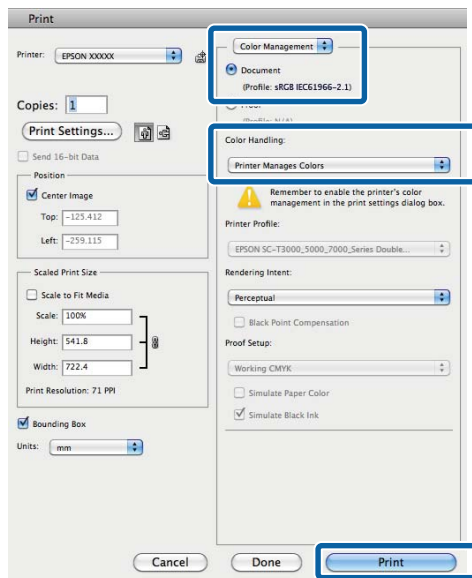 Print
Printer: EPSON XXXXX
Copies: 1
Print Settings...
Send 16-bit Data
Position
Center Image
Top: -125.412
Left: -259.115
Scaled Print Size
Scale to Fit Media
Scale: 100%
Height: 541.8
Width: 722.4
Print Resolution: 71 PPI
Bounding Box
Units: mm
Color Management
Document
(Profile: sRGB IEC61966-2.1)
Color Handling:
Printer Manages Colors
Remember to enable the printer's color
management in the print settings dialog box.
Printer Profile:
EPSON SC-T3000_5000_7000_Series Double...
Rendering Intent:
Perceptual
Black Point Compensation
Proof Setup:
Working CMYK
Simulate Paper Color
Simulate Black Ink
Cancel
Done
Print